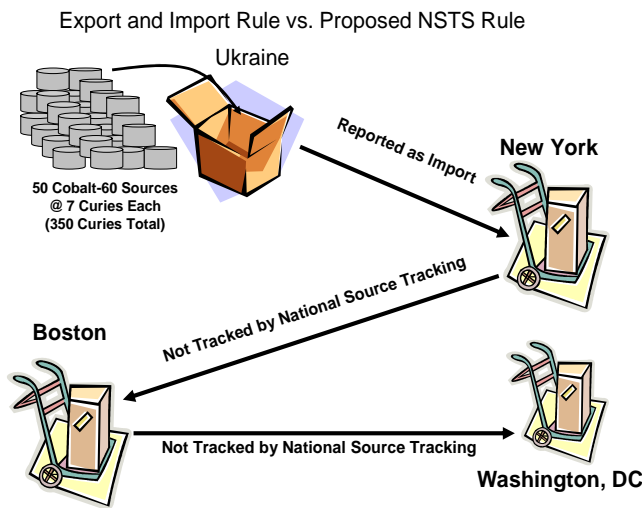 Export and Import Rule vs. Proposed NSTS Rule
Ukraine
50 Cobalt-60 Sources
@ 7 Curies Each
(350 Curies Total)
Reported as Import
New York
Not Tracked by National Source Tracking
Boston
Not Tracked by National Source Tracking
Washington, DC